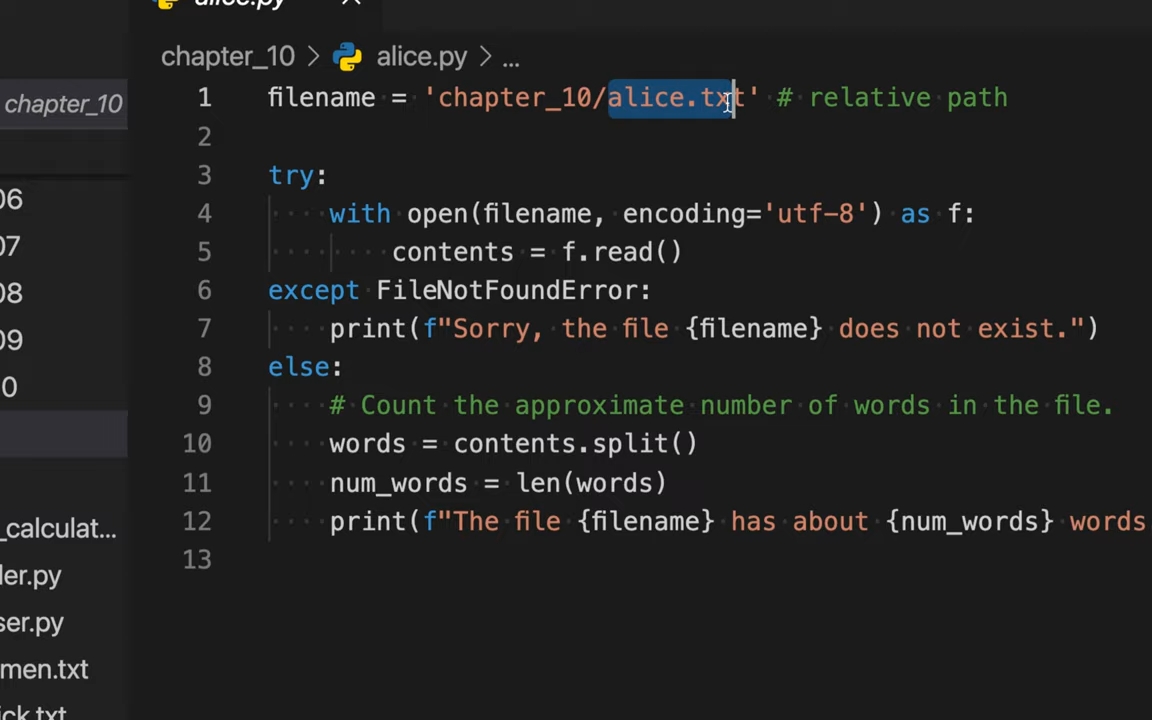 alice.py
chapter_10 > alice.py > ...
chapter_10
06
07
08
09
0
_calculat...
ler.py
ser.py
men.txt
ick.txt
1 filename = 'chapter_10/alice.txt' # relative path
2
3 try:
4     with open(filename, encoding='utf-8') as f:
5         contents = f.read()
6 except FileNotFoundError:
7     print(f"Sorry, the file {filename} does not exist.")
8 else:
9     # Count the approximate number of words in the file.
10     words = contents.split()
11     num_words = len(words)
12     print(f"The file {filename} has about {num_words} words
13